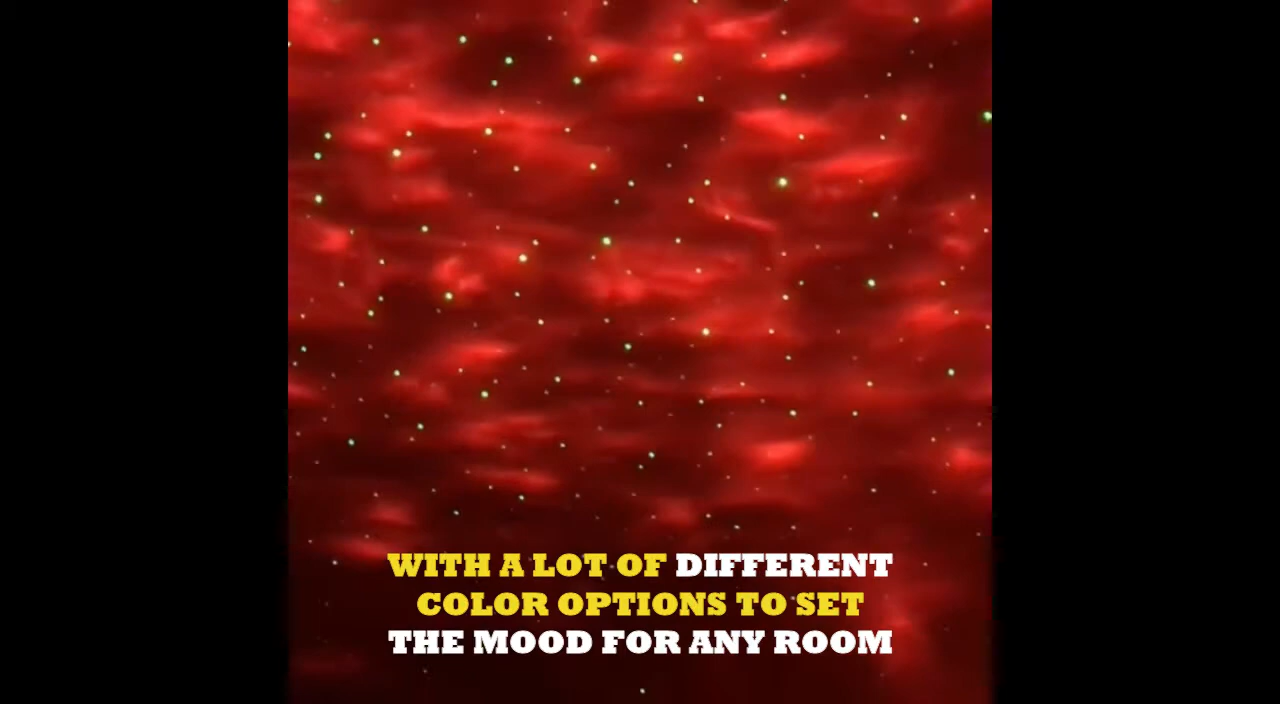 WITH A LOT OF DIFFERENT
COLOR OPTIONS TO SET
THE MOOD FOR ANY ROOM